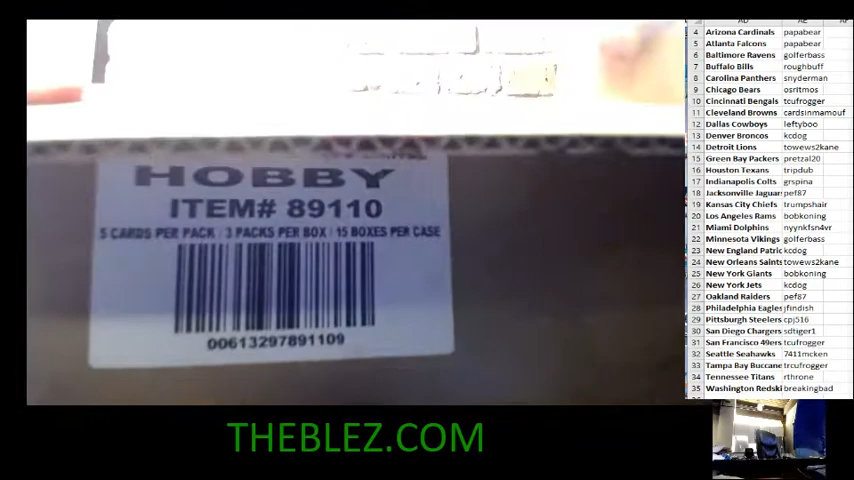 HOBBY
ITEM# 89110
5 CARDS PER PACK / 3 PACKS PER BOX / 15 BOXES PER CASE
00613297891109
THEBLEZ.COM
AD AE AF
4 Arizona Cardinals papabear
5 Atlanta Falcons papabear
6 Baltimore Ravens golferbass
7 Buffalo Bills roughbuff
8 Carolina Panthers snyderman
9 Chicago Bears osritmos
10 Cincinnati Bengals tcufrogger
11 Cleveland Browns cardsinmamouf
12 Dallas Cowboys leftyboo
13 Denver Broncos kcdog
14 Detroit Lions towews2kane
15 Green Bay Packers pretzal20
16 Houston Texans tripdub
17 Indianapolis Colts grspina
18 Jacksonville Jaguar pef87
19 Kansas City Chiefs trumpshair
20 Los Angeles Rams bobkoning
21 Miami Dolphins nyynkfsn4vr
22 Minnesota Vikings golferbass
23 New England Patric kcdog
24 New Orleans Saints towews2kane
25 New York Giants bobkoning
26 New York Jets kcdog
27 Oakland Raiders pef87
28 Philadelphia Eagles jfindish
29 Pittsburgh Steelers cpj516
30 San Diego Chargers sdtiger1
31 San Francisco 49ers tcufrogger
32 Seattle Seahawks 7411mcken
33 Tampa Bay Buccane trcufrogger
34 Tennessee Titans rthrone
35 Washington Redski breakingbad